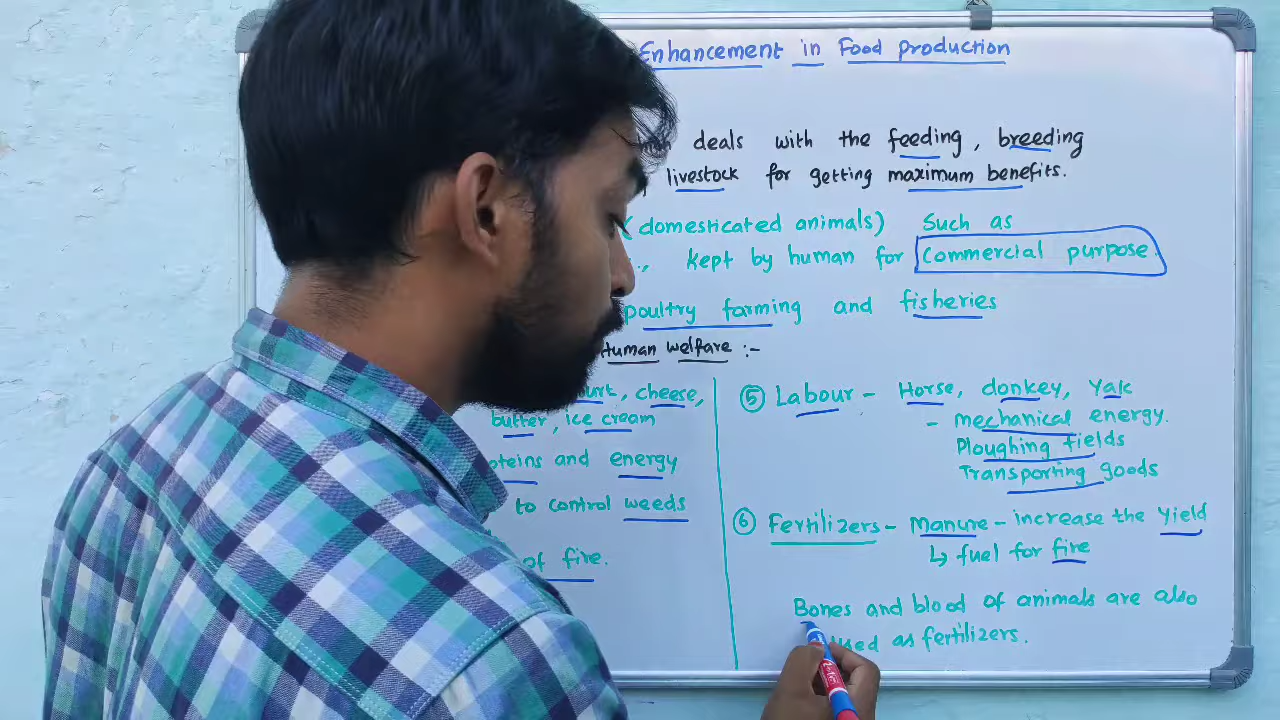 Enhancement in Food production
deals with the feeding, breeding
livestock for getting maximum benefits.
(domesticated animals) Such as
kept by human for Commercial purpose.
poultry farming and fisheries
Human welfare :-
cheese,
butter, ice cream
and energy
to control weeds
of fire.
⑤ Labour - Horse, donkey, Yak
- mechanical energy.
Ploughing fields
Transporting goods
⑥ Fertilizers - Manure - increase the Yield
↳ fuel for fire
Bones and blood of animals are also
used as fertilizers.